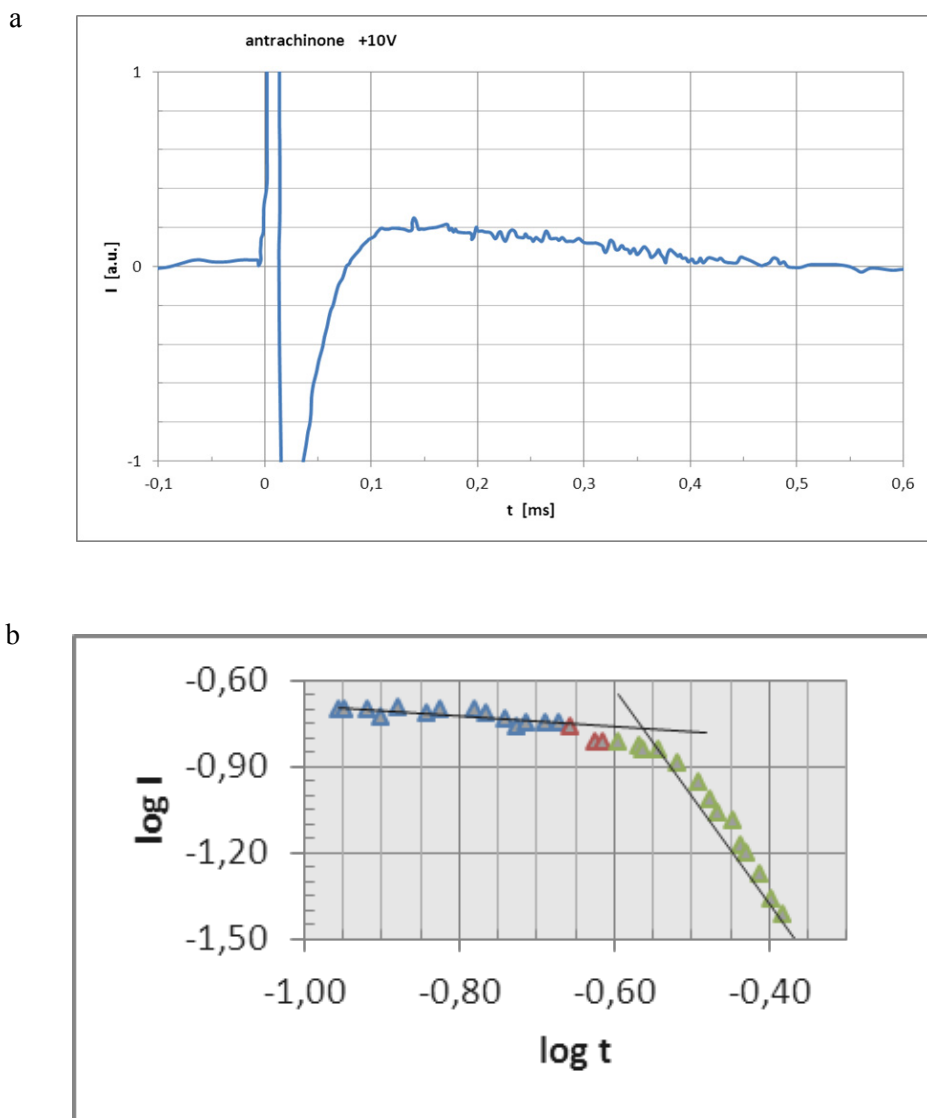 a
antrachinone +10V
1
0
-1
I [a.u.]
-0,1 0 0,1 0,2 0,3 0,4 0,5 0,6
t [ms]
b
-0,60
-0,90
-1,20
-1,50
log I
-1,00 -0,80 -0,60 -0,40
log t